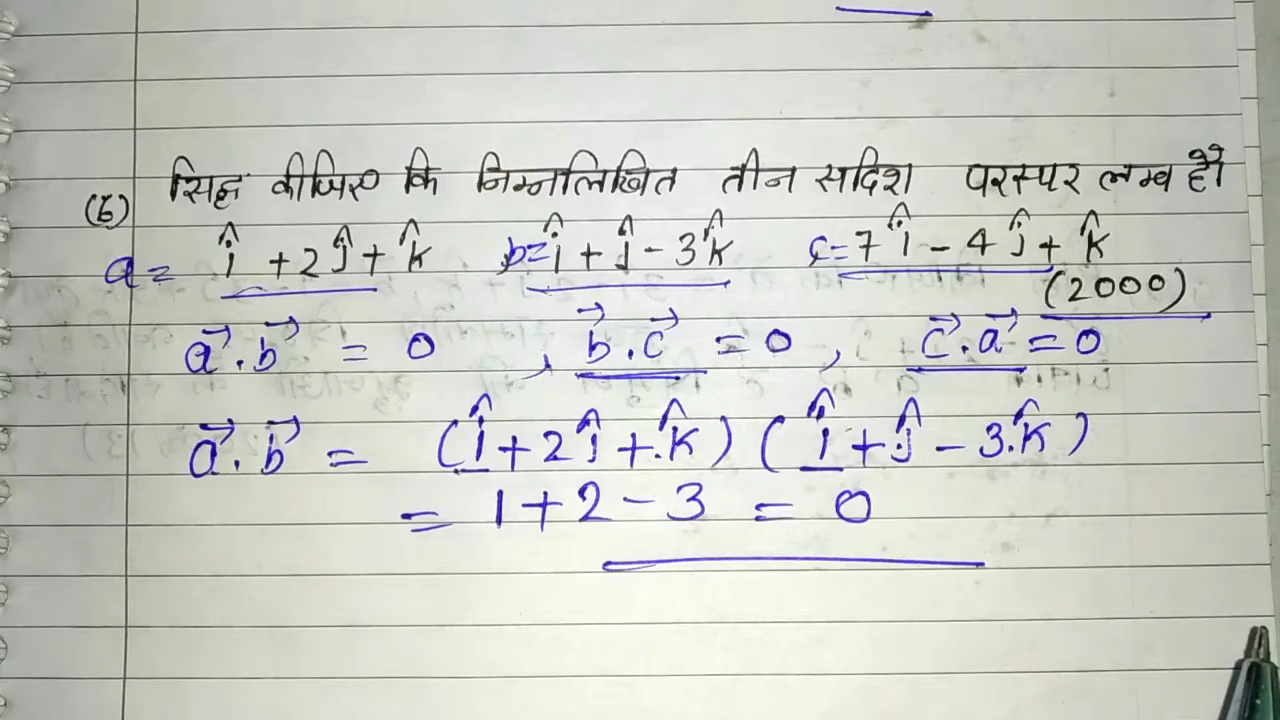 (6) सिद्ध कीजिए कि निम्नलिखित तीन सदिश परस्पर लम्ब हैं
a = î + 2ĵ + k̂ b = î + ĵ - 3k̂ c = 7î - 4ĵ + k̂
(2000)
a⃗.b⃗ = 0 , b⃗.c⃗ = 0 , c⃗.a⃗ = 0
a⃗.b⃗ = (î + 2ĵ + k̂) (î + ĵ - 3.k̂)
= 1 + 2 - 3 = 0